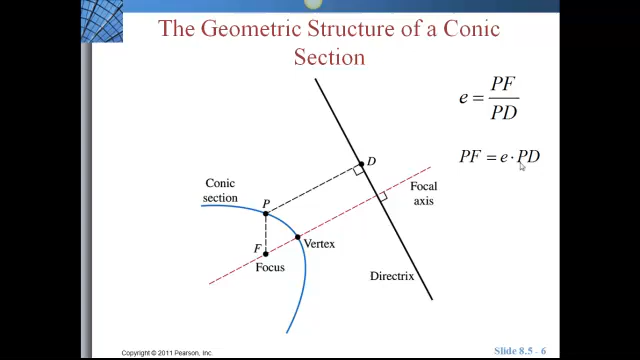 The Geometric Structure of a Conic
Section
e = PF / PD
PF = e · PD
D
Conic
section
P
Focal
axis
F
Vertex
Focus
Directrix
Copyright © 2011 Pearson, Inc.
Slide 8.5 - 6